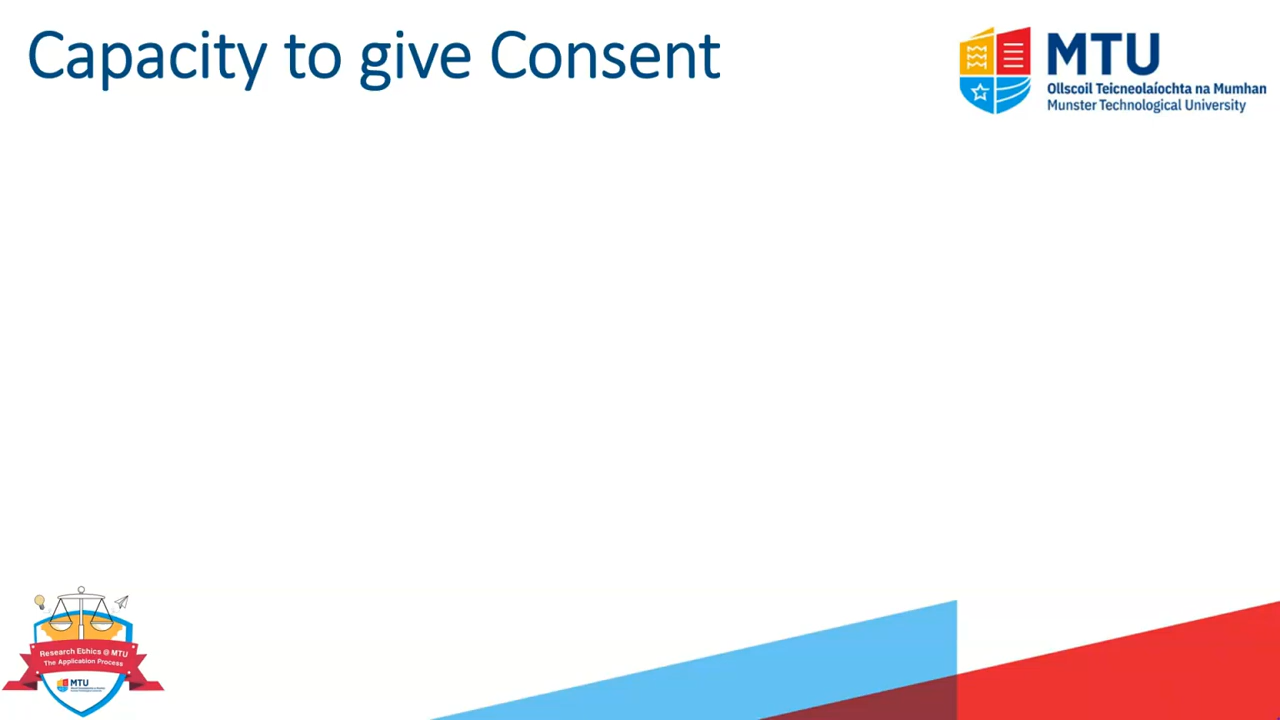 Capacity to give Consent
MTU
Ollscoil Teicneolaíochta na Mumhan
Munster Technological University
Research Ethics @ MTU
The Application Process
MTU